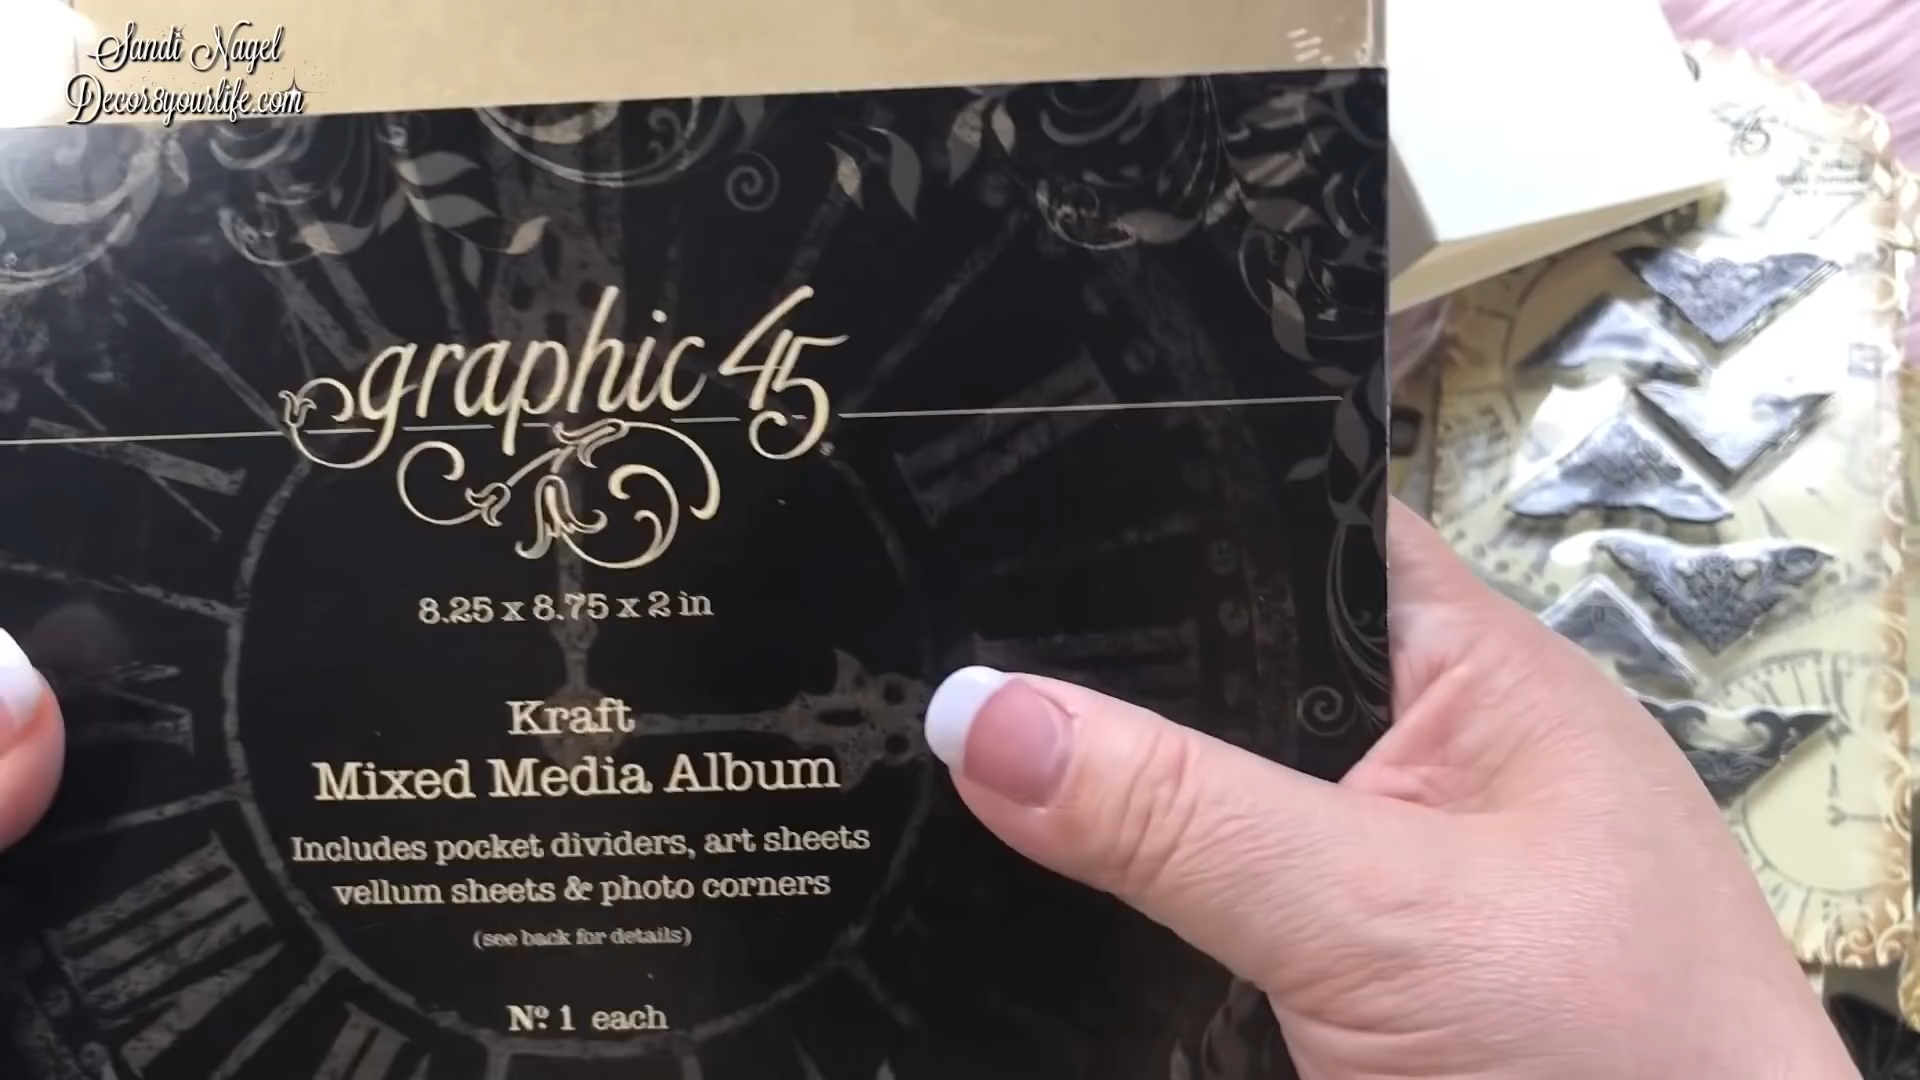 Sandi Nagel
Decor8yourlife.com
graphic 45
8.25 x 8.75 x 2 in
Kraft
Mixed Media Album
Includes pocket dividers, art sheets
vellum sheets & photo corners
(see back for details)
Nº 1 each